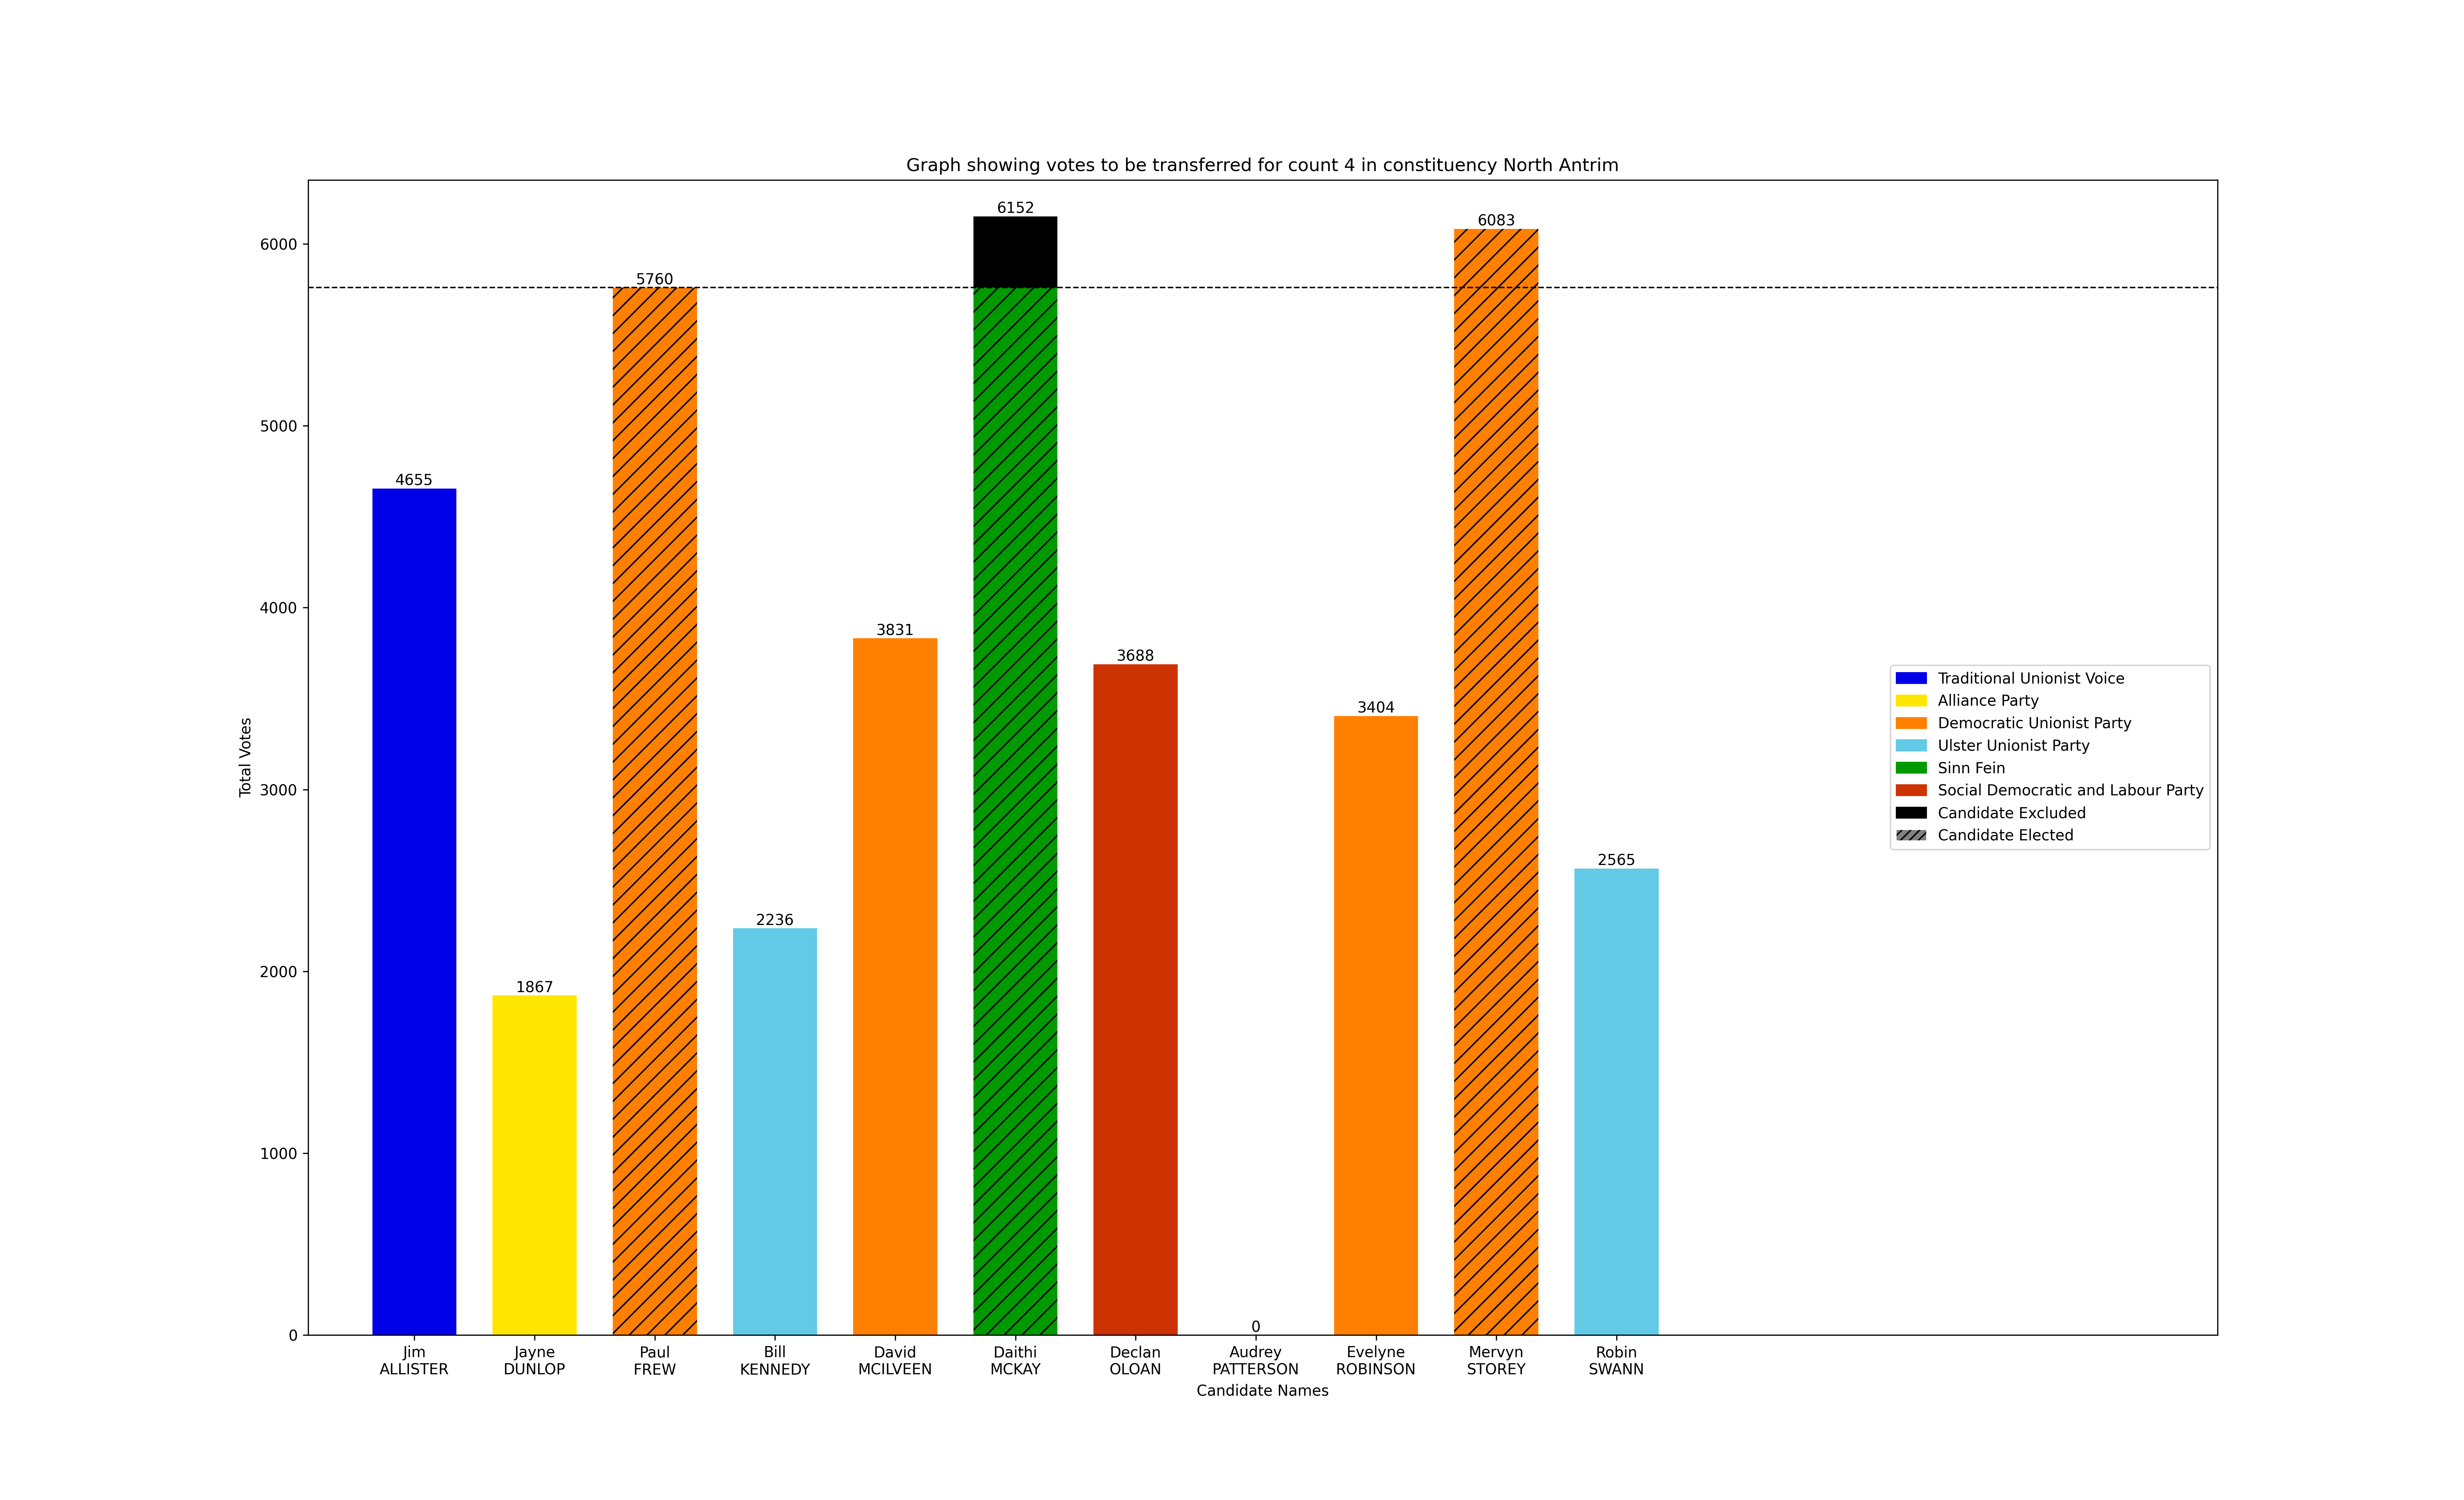 Graph showing votes to be transferred for count 4 in constituency North Antrim
6152
6083
6000
5760
5000
4655
4000
3831
3688
3404
3000
2565
2236
2000
1867
1000
0
0
Total Votes
Traditional Unionist Voice
Alliance Party
Democratic Unionist Party
Ulster Unionist Party
Sinn Fein
Social Democratic and Labour Party
Candidate Excluded
Candidate Elected
Jim
ALLISTER
Jayne
DUNLOP
Paul
FREW
Bill
KENNEDY
David
MCILVEEN
Daithi
MCKAY
Declan
OLOAN
Audrey
PATTERSON
Evelyne
ROBINSON
Mervyn
STOREY
Robin
SWANN
Candidate Names